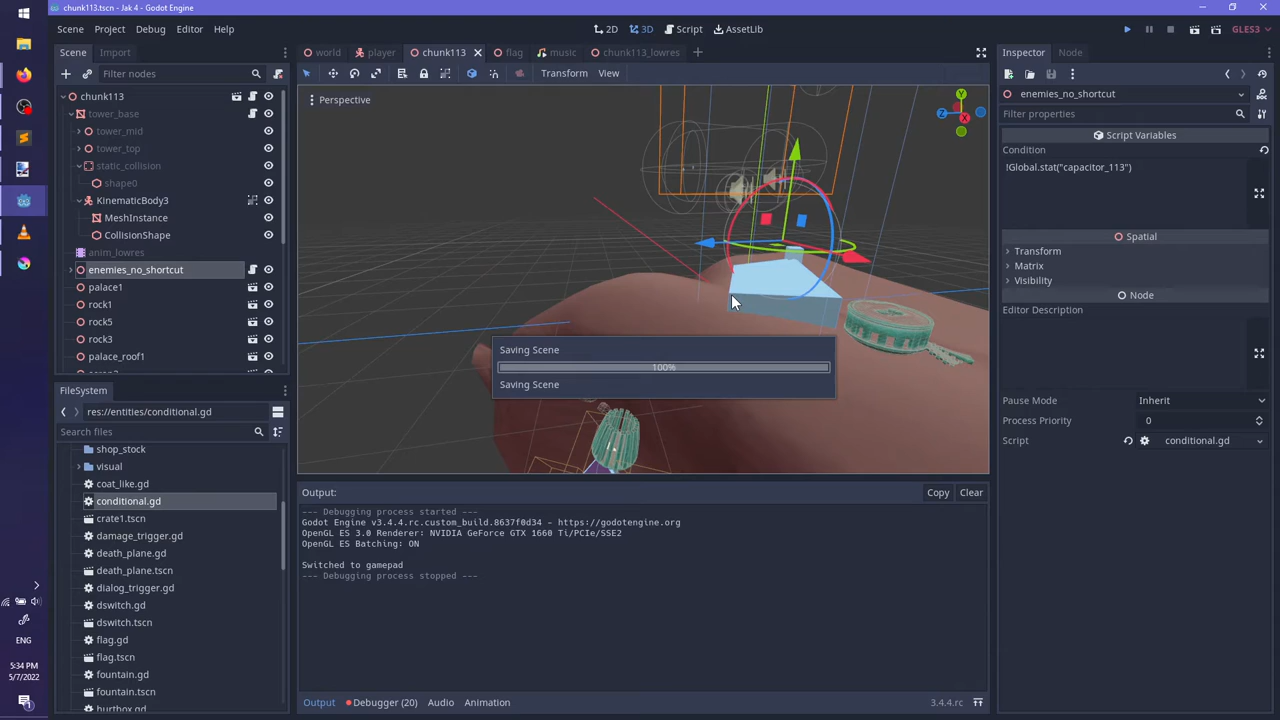 chunk113.tscn - Jak 4 - Godot Engine
Scene Project Debug Editor Help
2D 3D Script AssetLib
GLES3
Scene Import
world player chunk113 flag music chunk113_lowres
Inspector Node
Filter nodes
Transform View
enemies_no_shortcut
Filter properties
chunk113
tower_base
tower_mid
tower_top
static_collision
shape0
KinematicBody3
MeshInstance
CollisionShape
anim_lowres
enemies_no_shortcut
palace1
rock1
rock5
rock3
palace_roof1
Perspective
Y
Z
X
Saving Scene
100%
Saving Scene
Script Variables
Condition
!Global.stat("capacitor_113")
Spatial
Transform
Matrix
Visibility
Node
Editor Description
Pause Mode Inherit
Process Priority 0
Script conditional.gd
FileSystem
res://entities/conditional.gd
Search files
shop_stock
visual
coat_like.gd
conditional.gd
crate1.tscn
damage_trigger.gd
death_plane.gd
death_plane.tscn
dialog_trigger.gd
dswitch.gd
dswitch.tscn
flag.gd
flag.tscn
fountain.gd
fountain.tscn
hurtbox.gd
Output: Copy Clear
--- Debugging process started ---
Godot Engine v3.4.4.rc.custom_build.8637f0d34 - https://godotengine.org
OpenGL ES 3.0 Renderer: NVIDIA GeForce GTX 1660 Ti/PCIe/SSE2
OpenGL ES Batching: ON
Switched to gamepad
--- Debugging process stopped ---
Output Debugger (20) Audio Animation 3.4.4.rc
ENG
5:34 PM
5/7/2022
1